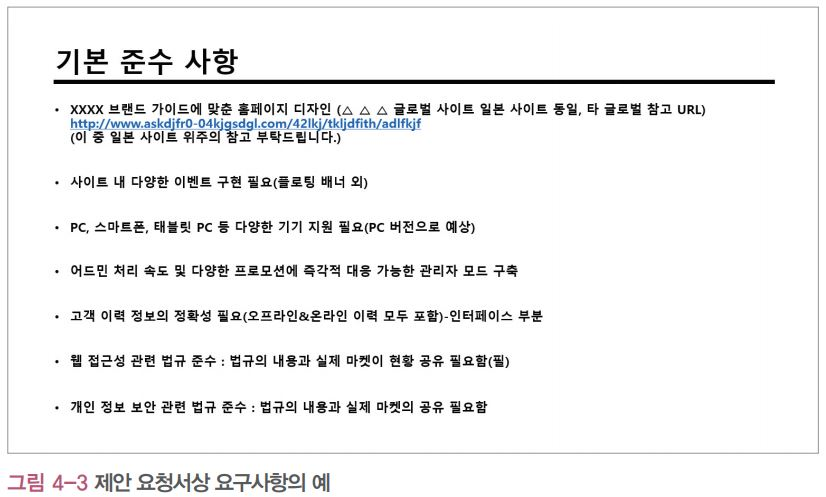 기본 준수 사항
• XXXX 브랜드 가이드에 맞춘 홈페이지 디자인 (△ △ △ 글로벌 사이트 일본 사이트 동일, 타 글로벌 참고 URL)
http://www.askdjfr0-04kjgsdgl.com/42lkj/tkljdfith/adlfkjf
(이 중 일본 사이트 위주의 참고 부탁드립니다.)
• 사이트 내 다양한 이벤트 구현 필요(플로팅 배너 외)
• PC, 스마트폰, 태블릿 PC 등 다양한 기기 지원 필요(PC 버전으로 예상)
• 어드민 처리 속도 및 다양한 프로모션에 즉각적 대응 가능한 관리자 모드 구축
• 고객 이력 정보의 정확성 필요(오프라인&온라인 이력 모두 포함)-인터페이스 부분
• 웹 접근성 관련 법규 준수 : 법규의 내용과 실제 마켓이 현황 공유 필요함(필)
• 개인 정보 보안 관련 법규 준수 : 법규의 내용과 실제 마켓의 공유 필요함
그림 4-3 제안 요청서상 요구사항의 예